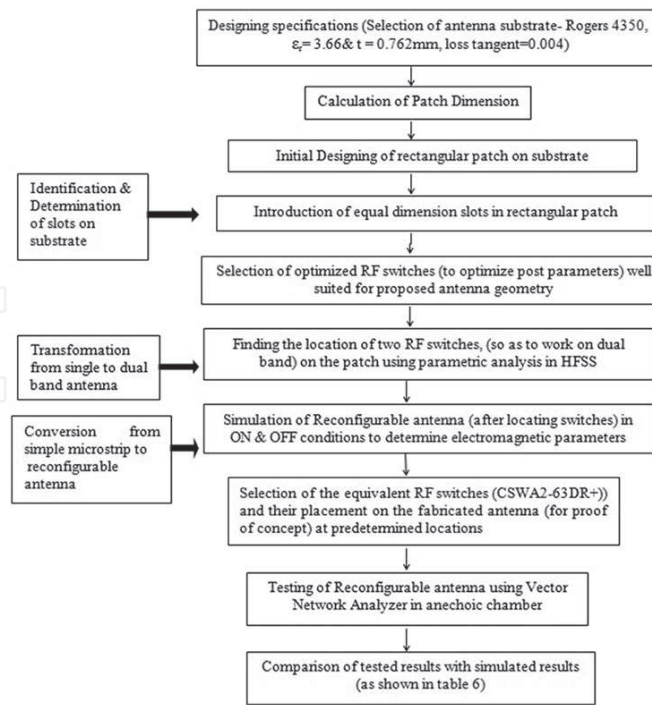 Designing specifications (Selection of antenna substrate- Rogers 4350,
εr= 3.66& t = 0.762mm, loss tangent=0.004)
Calculation of Patch Dimension
Initial Designing of rectangular patch on substrate
Identification &
Determination
of slots on
substrate
Introduction of equal dimension slots in rectangular patch
Selection of optimized RF switches (to optimize post parameters) well
suited for proposed antenna geometry
Transformation
from single to dual
band antenna
Finding the location of two RF switches, (so as to work on dual
band) on the patch using parametric analysis in HFSS
Conversion from
simple microstrip to
reconfigurable
antenna
Simulation of Reconfigurable antenna (after locating switches) in
ON & OFF conditions to determine electromagnetic parameters
Selection of the equivalent RF switches (CSWA2-63DR+))
and their placement on the fabricated antenna (for proof
of concept) at predetermined locations
Testing of Reconfigurable antenna using Vector
Network Analyzer in anechoic chamber
Comparison of tested results with simulated results
(as shown in table 6)